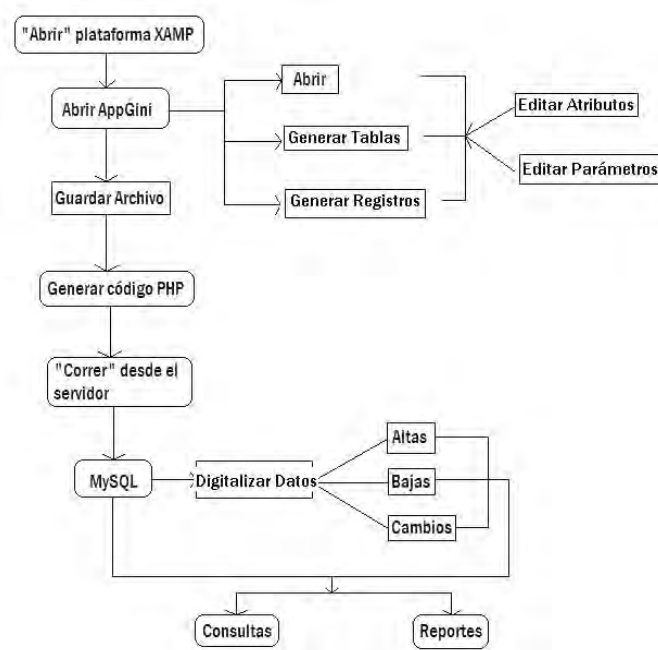 "Abrir" plataforma XAMP
Abrir AppGini
Abrir
Editar Atributos
Generar Tablas
Editar Parámetros
Guardar Archivo
Generar Registros
Generar código PHP
"Correr" desde el
servidor
Altas
MySQL
Digitalizar Datos
Bajas
Cambios
Consultas
Reportes